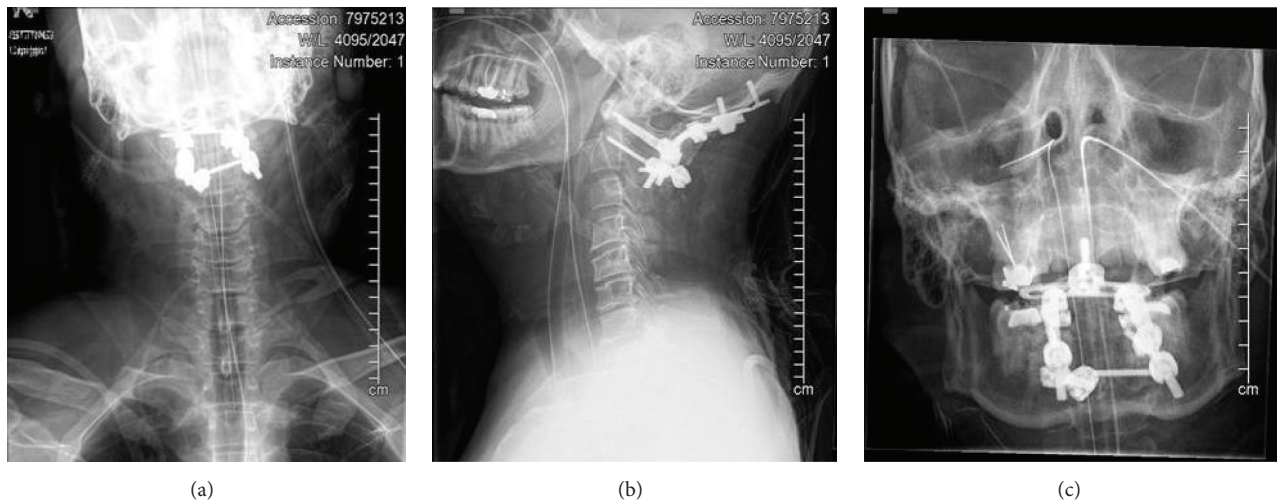 Accession: 7975213
W/L: 4095/2047
Instance Number: 1
cm
(a)
Accession: 7975213
W/L: 4095/2047
Instance Number: 1
cm
(b)
cm
(c)